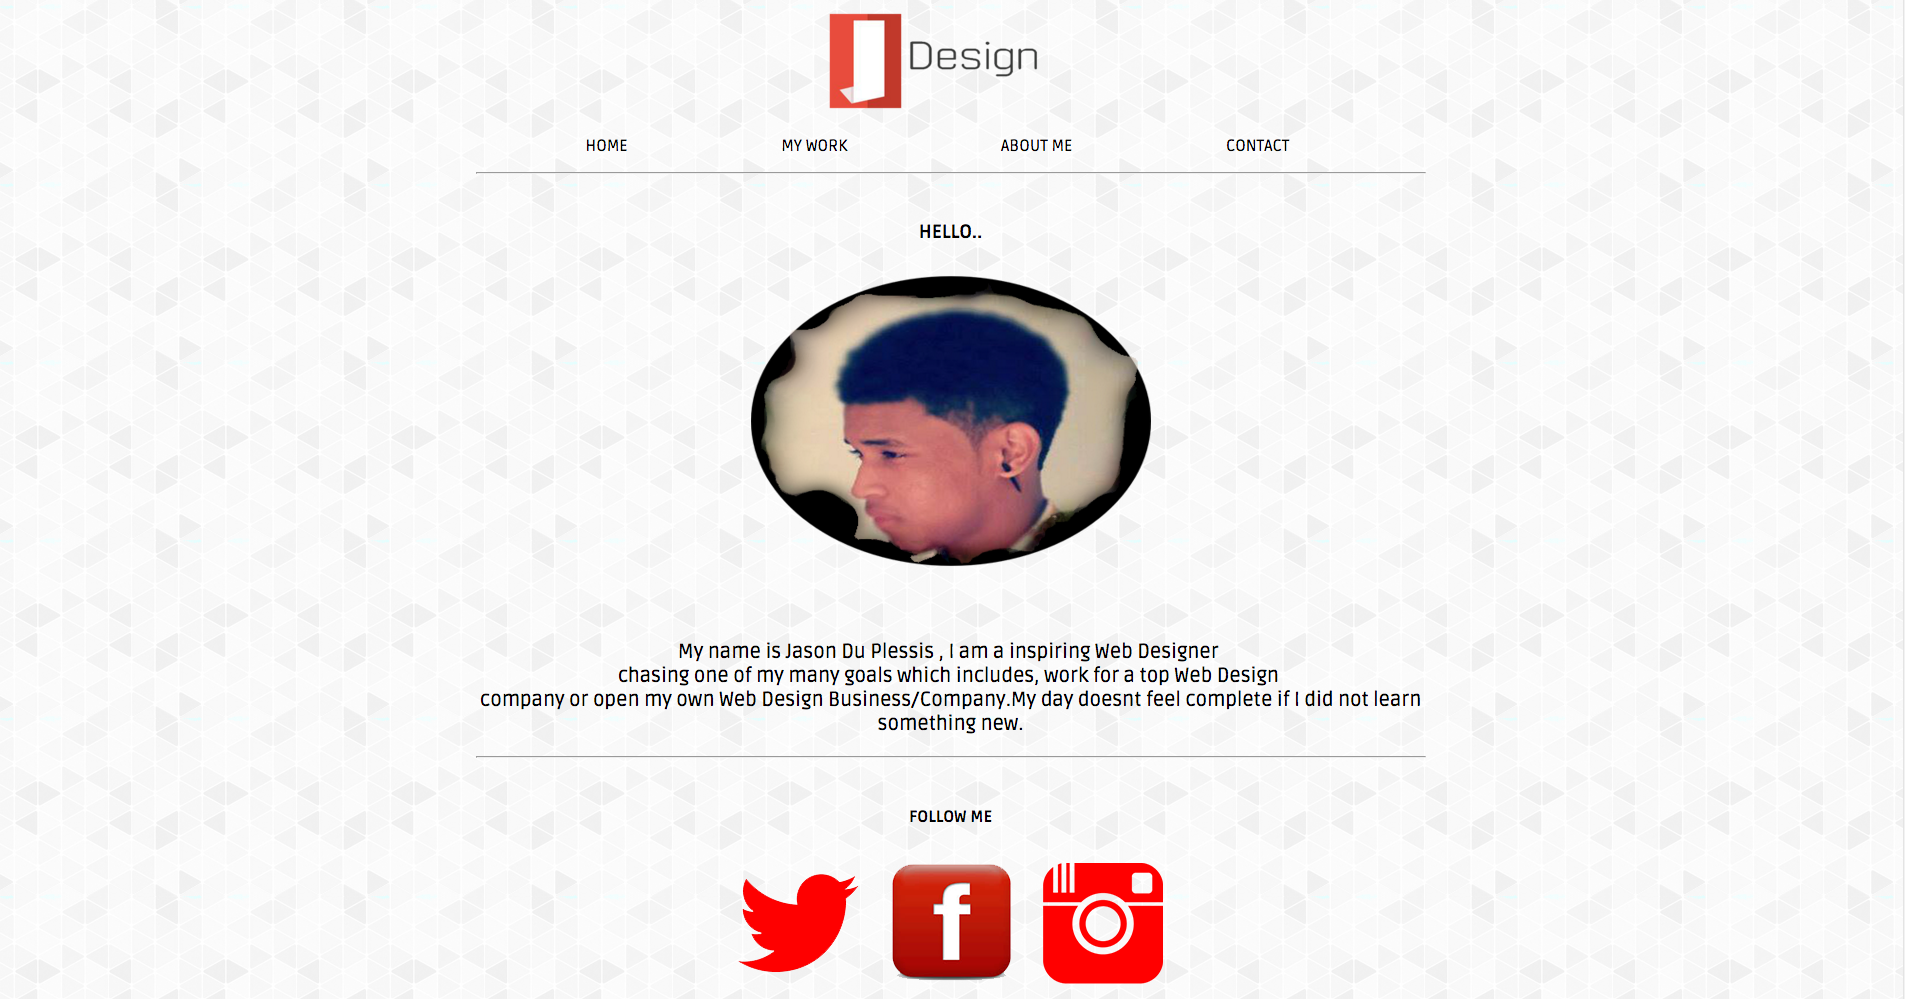 Design
HOME MY WORK ABOUT ME CONTACT
HELLO..
My name is Jason Du Plessis , I am a inspiring Web Designer
chasing one of my many goals which includes, work for a top Web Design
company or open my own Web Design Business/Company.My day doesnt feel complete if I did not learn
something new.
FOLLOW ME
f